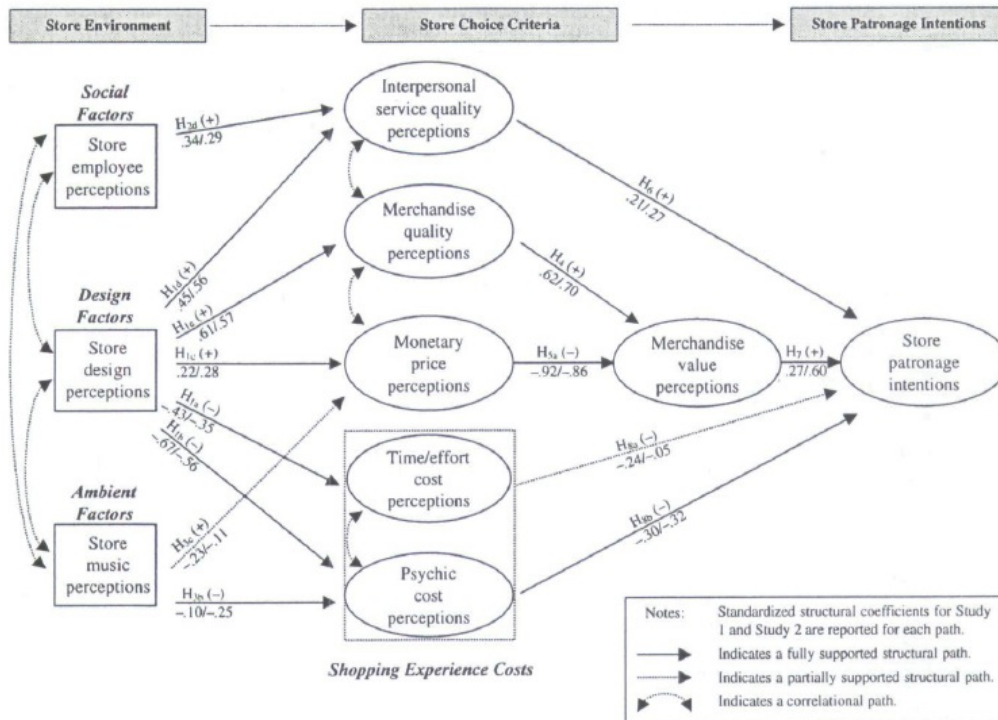 Store Environment
Store Choice Criteria
Store Patronage Intentions
Social
Factors
Store
employee
perceptions
Design
Factors
Store
design
perceptions
Ambient
Factors
Store
music
perceptions
H2d (+)
.34/.29
H1d (+)
.45/.56
H1e (+)
.61/.57
H1c (+)
.22/.28
H1a (–)
–.43/–.35
H1b (–)
–.67/–.56
H3c (+)
–.23/–.11
H3b (–)
–.10/–.25
Interpersonal
service quality
perceptions
Merchandise
quality
perceptions
Monetary
price
perceptions
Time/effort
cost
perceptions
Psychic
cost
perceptions
Shopping Experience Costs
H6 (+)
.21/.27
H4 (+)
.62/.70
H5a (–)
–.92/–.86
Merchandise
value
perceptions
H7 (+)
.27/.60
Store
patronage
intentions
H8a (–)
–.24/–.05
H8b (–)
–.30/–.32
Notes: Standardized structural coefficients for Study
1 and Study 2 are reported for each path.
Indicates a fully supported structural path.
Indicates a partially supported structural path.
Indicates a correlational path.